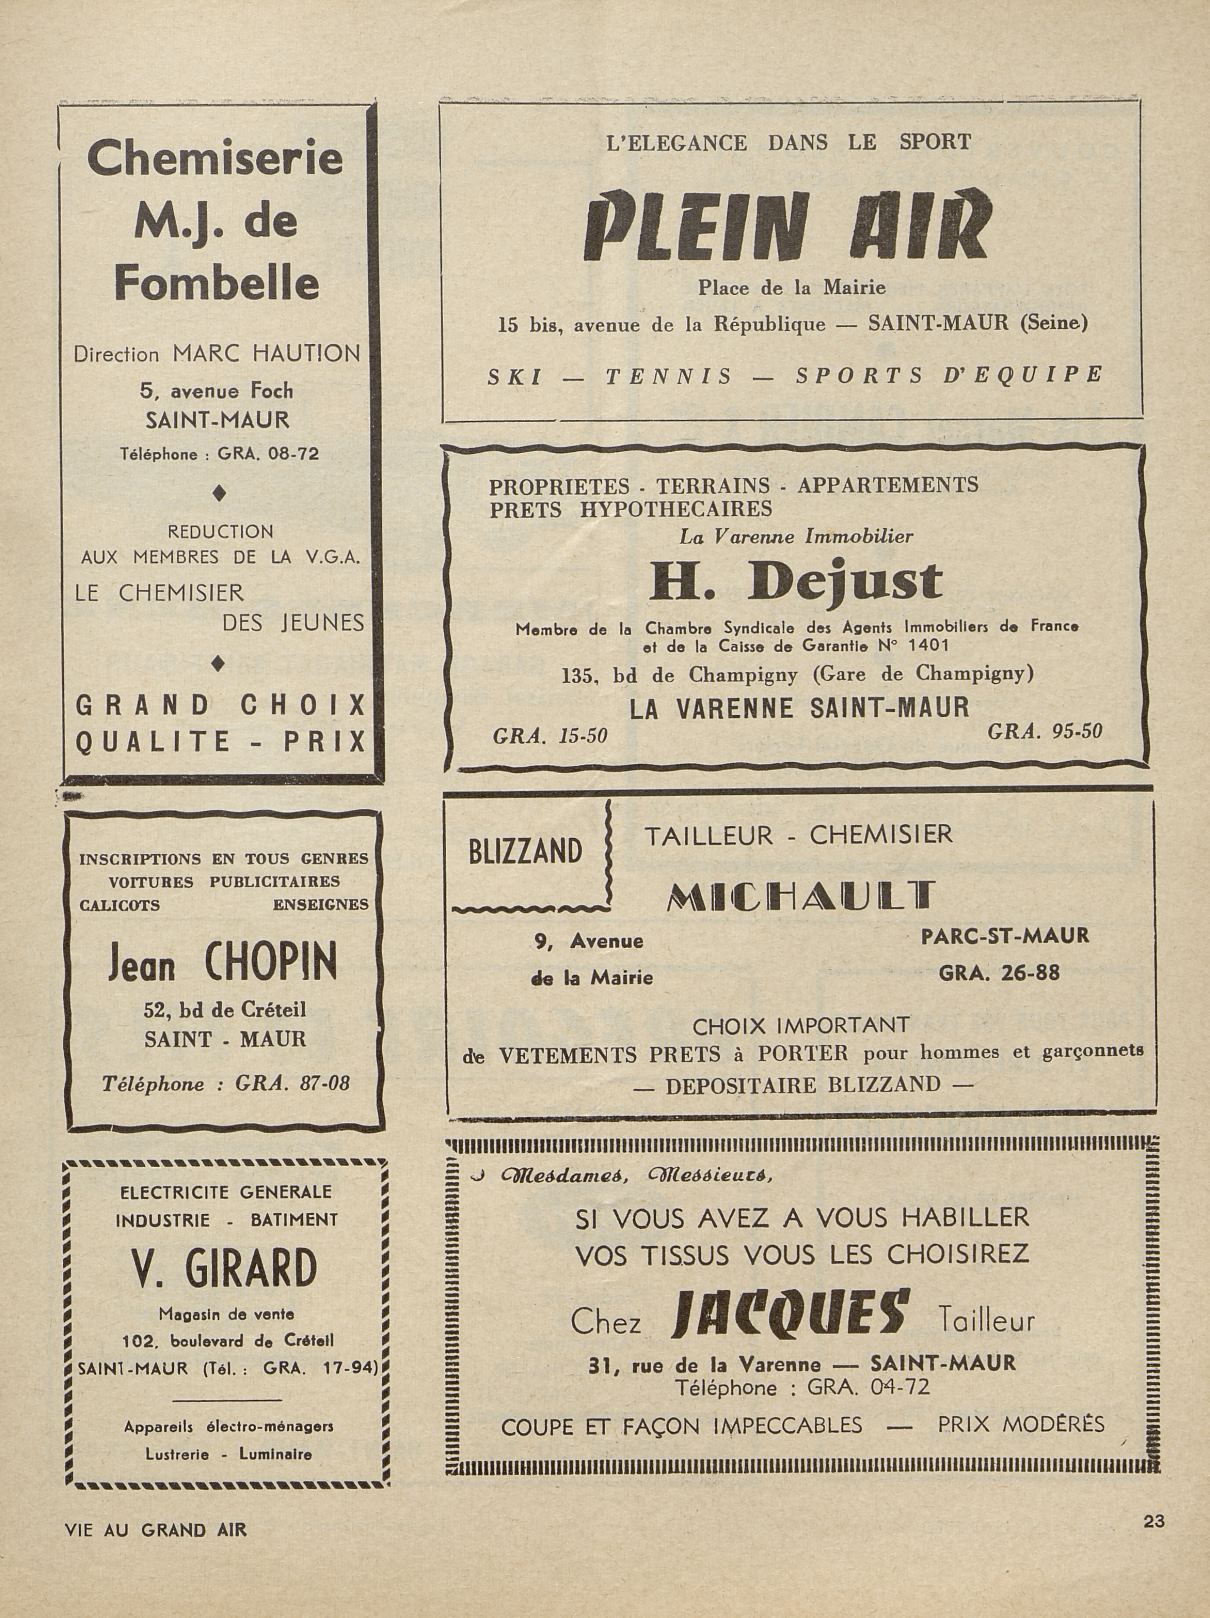 Chemiserie
M.J. de
Fombelle
Direction MARC HAUTION
5, avenue Foch
SAINT-MAUR
Téléphone : GRA. 08-72
REDUCTION
AUX MEMBRES DE LA V.G.A.
LE CHEMISIER
DES JEUNES
GRAND CHOIX
QUALITE - PRIX
INSCRIPTIONS EN TOUS GENRES
VOITURES PUBLICITAIRES
CALICOTS ENSEIGNES
Jean CHOPIN
52, bd de Créteil
SAINT - MAUR
Téléphone : GRA. 87-08
ELECTRICITE GENERALE
INDUSTRIE - BATIMENT
V. GIRARD
Magasin de vente
102, boulevard de Créteil
SAINT-MAUR (Tél. : GRA. 17-94)
Appareils électro-ménagers
Lustrerie - Luminaire
L'ELEGANCE DANS LE SPORT
PLEIN AIR
Place de la Mairie
15 bis, avenue de la République — SAINT-MAUR (Seine)
SKI — TENNIS — SPORTS D'EQUIPE
PROPRIETES - TERRAINS - APPARTEMENTS
PRETS HYPOTHECAIRES
La Varenne Immobilier
H. Dejust
Membre de la Chambre Syndicale des Agents Immobiliers de France
et de la Caisse de Garantie N° 1401
135, bd de Champigny (Gare de Champigny)
LA VARENNE SAINT-MAUR
GRA. 15-50 GRA. 95-50
BLIZZAND
TAILLEUR - CHEMISIER
MICHAULT
9, Avenue PARC-ST-MAUR
de la Mairie GRA. 26-88
CHOIX IMPORTANT
de VETEMENTS PRETS à PORTER pour hommes et garçonnets
— DEPOSITAIRE BLIZZAND —
Mesdames, Messieurs,
SI VOUS AVEZ A VOUS HABILLER
VOS TISSUS VOUS LES CHOISIREZ
Chez JACQUES Tailleur
31, rue de la Varenne — SAINT-MAUR
Téléphone : GRA. 04-72
COUPE ET FAÇON IMPECCABLES — PRIX MODÉRÉS
VIE AU GRAND AIR
23